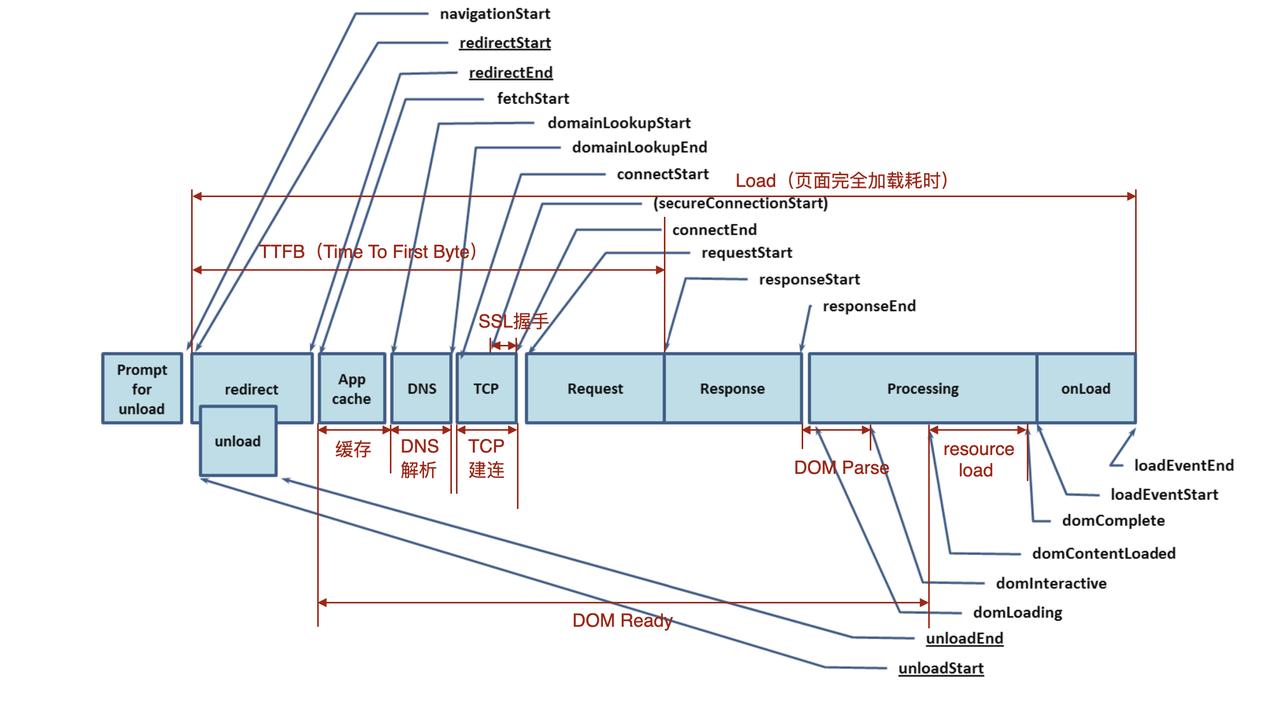 navigationStart
redirectStart
redirectEnd
fetchStart
domainLookupStart
domainLookupEnd
connectStart
Load（页面完全加载耗时）
(secureConnectionStart)
connectEnd
TTFB（Time To First Byte）
requestStart
responseStart
responseEnd
SSL握手
Prompt
for
unload
redirect
App
cache
DNS
TCP
Request
Response
Processing
onLoad
unload
缓存
DNS
解析
TCP
建连
DOM Parse
resource
load
loadEventEnd
loadEventStart
domComplete
domContentLoaded
domInteractive
domLoading
DOM Ready
unloadEnd
unloadStart